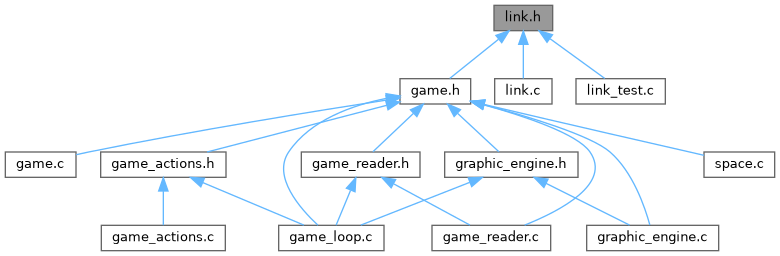 link.h
game.h
link.c
link_test.c
game.c
game_actions.h
game_reader.h
graphic_engine.h
space.c
game_actions.c
game_loop.c
game_reader.c
graphic_engine.c